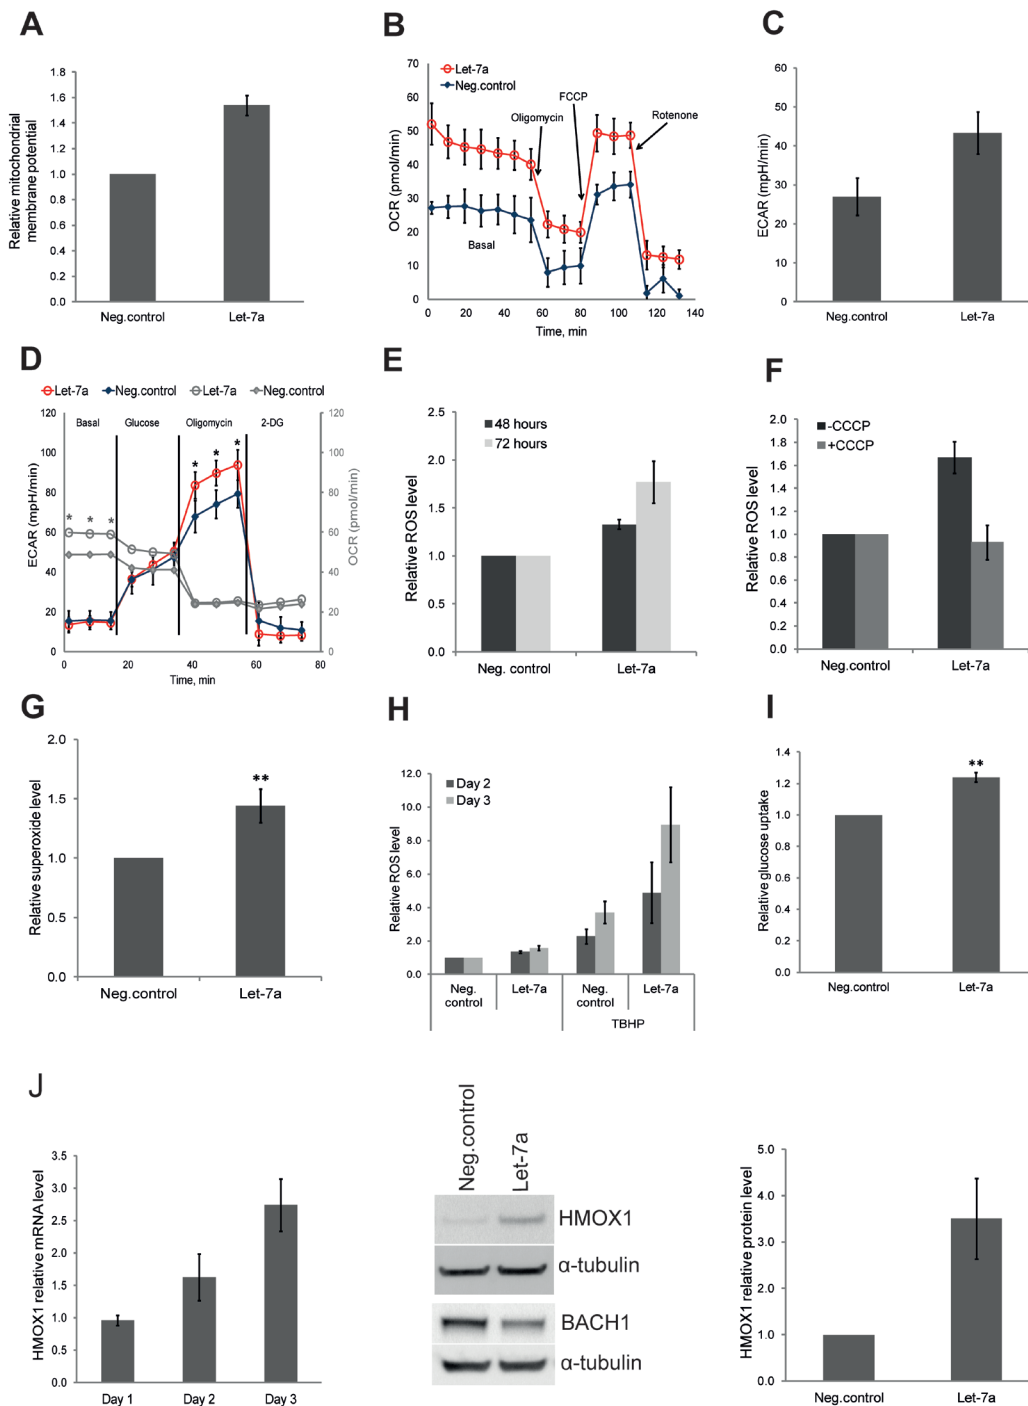 A
Relative mitochondrial
membrane potential
1.8
1.6
1.4
1.2
1.0
0.8
0.6
0.4
0.2
0.0
Neg.control Let-7a
B
Let-7a
Neg.control
OCR (pmol/min)
70
60
50
40
30
20
10
0
Oligomycin
FCCP
Rotenone
Basal
0 20 40 60 80 100 120 140
Time, min
C
ECAR (mpH/min)
60
50
40
30
20
10
0
Neg.control Let-7a
D
Let-7a Neg.control Let-7a Neg.control
Basal Glucose Oligomycin 2-DG
ECAR (mpH/min)
120
100
80
60
40
20
0
* * *
* * *
OCR (pmol/min)
120
100
80
60
40
20
0
0 20 40 60 80
Time, min
E
48 hours
72 hours
Relative ROS level
2.5
2.0
1.5
1.0
0.5
0.0
Neg. control Let-7a
F
-CCCP
+CCCP
Relative ROS level
2.0
1.8
1.6
1.4
1.2
1.0
0.8
0.6
0.4
0.2
0.0
Neg.control Let-7a
G
Relative superoxide level
2.0
1.5
1.0
0.5
0.0
**
Neg.control Let-7a
H
Day 2
Day 3
Relative ROS level
12.0
10.0
8.0
6.0
4.0
2.0
0.0
Neg. control Let-7a Neg. control Let-7a
TBHP
I
Relative glucose uptake
1.4
1.2
1.0
0.8
0.6
0.4
0.2
0.0
**
Neg.control Let-7a
J
HMOX1 relative mRNA level
3.5
3.0
2.5
2.0
1.5
1.0
0.5
0.0
Day 1 Day 2 Day 3
Neg.control
Let-7a
HMOX1
α-tubulin
BACH1
α-tubulin
HMOX1 relative protein level
5.0
4.0
3.0
2.0
1.0
0.0
Neg.control Let-7a